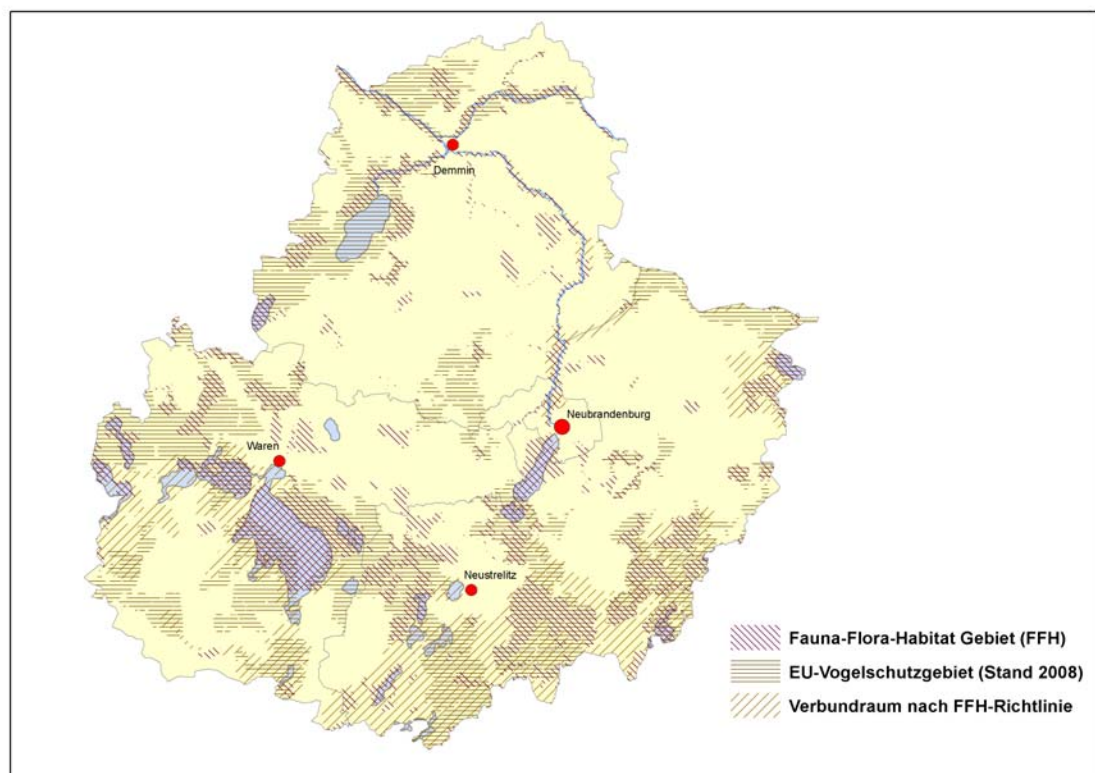 Demmin
Neubrandenburg
Waren
Neustrelitz
Fauna-Flora-Habitat Gebiet (FFH)
EU-Vogelschutzgebiet (Stand 2008)
Verbundraum nach FFH-Richtlinie